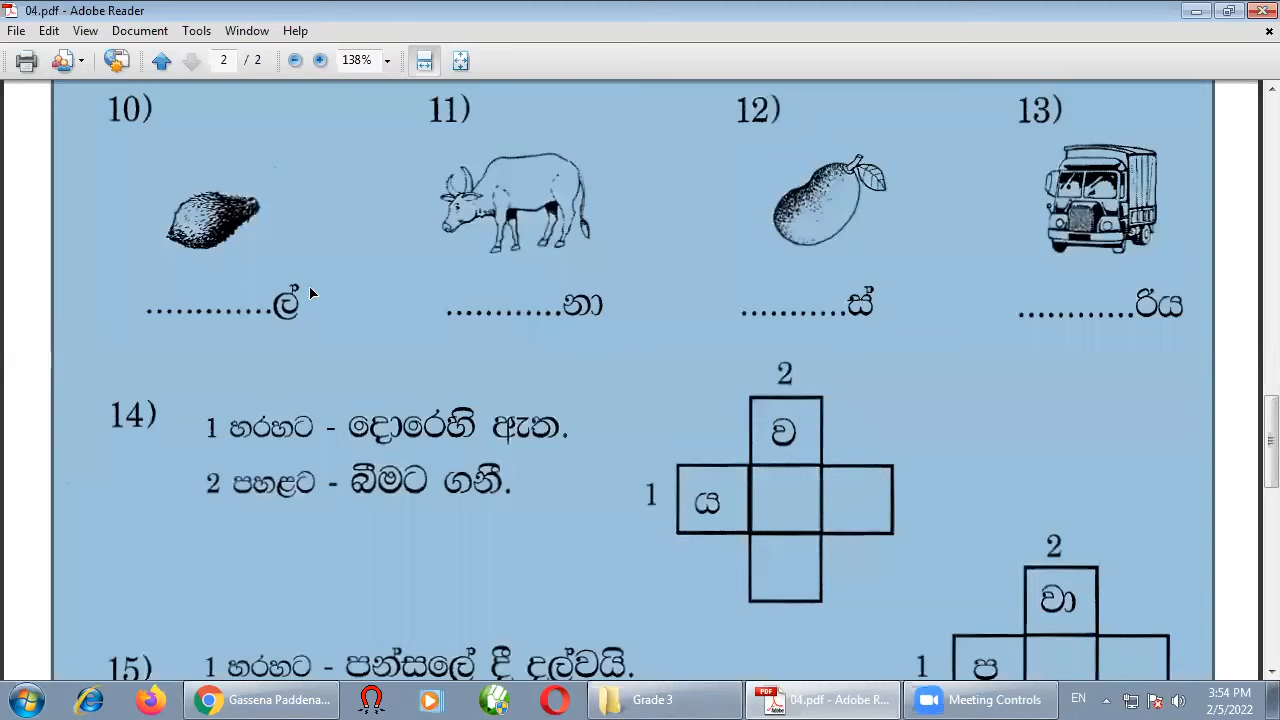 04.pdf - Adobe Reader
File Edit View Document Tools Window Help
2 / 2 138%
10) 11) 12) 13)
.............ල් ............නා ...........ස් ............රිය
2
14) 1 හරහට - දොරෙහි ඇත.
ව
2 පහළට - බීමට ගනී.
1 ය
2
වා
15) 1 හරහට - පන්සලේ දී දල්වයි.
1 ප
Gassena Paddena... Grade 3 PDF 04.pdf - Adobe R... Meeting Controls EN 3:54 PM
2/5/2022